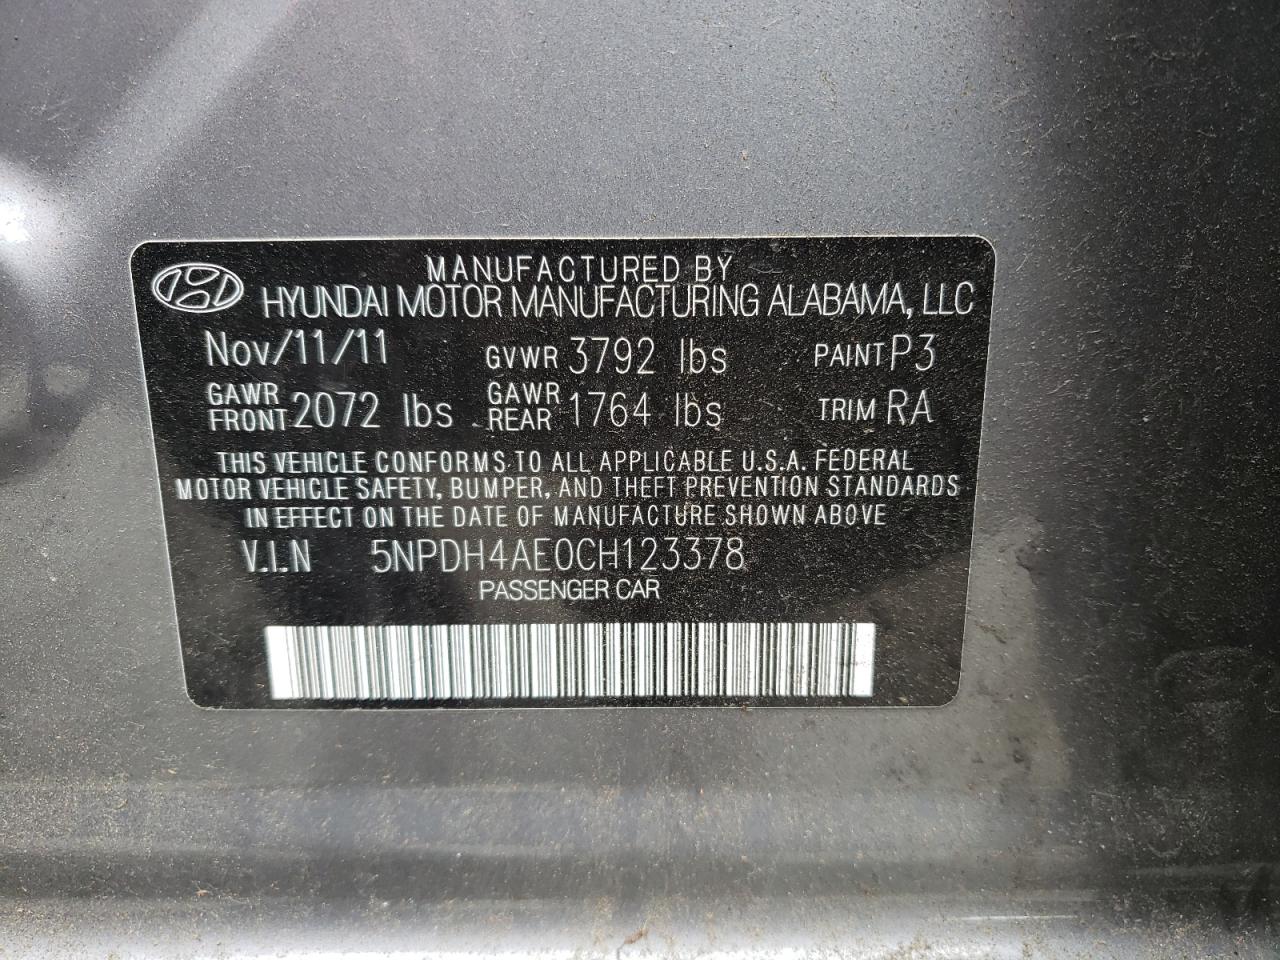 MANUFACTURED BY
HYUNDAI MOTOR MANUFACTURING ALABAMA, LLC
Nov/11/11 GVWR 3792 lbs PAINT P3
GAWR FRONT 2072 lbs GAWR REAR 1764 lbs TRIM RA
THIS VEHICLE CONFORMS TO ALL APPLICABLE U.S.A. FEDERAL
MOTOR VEHICLE SAFETY, BUMPER, AND THEFT PREVENTION STANDARDS
IN EFFECT ON THE DATE OF MANUFACTURE SHOWN ABOVE
V.I.N 5NPDH4AE0CH123378
PASSENGER CAR